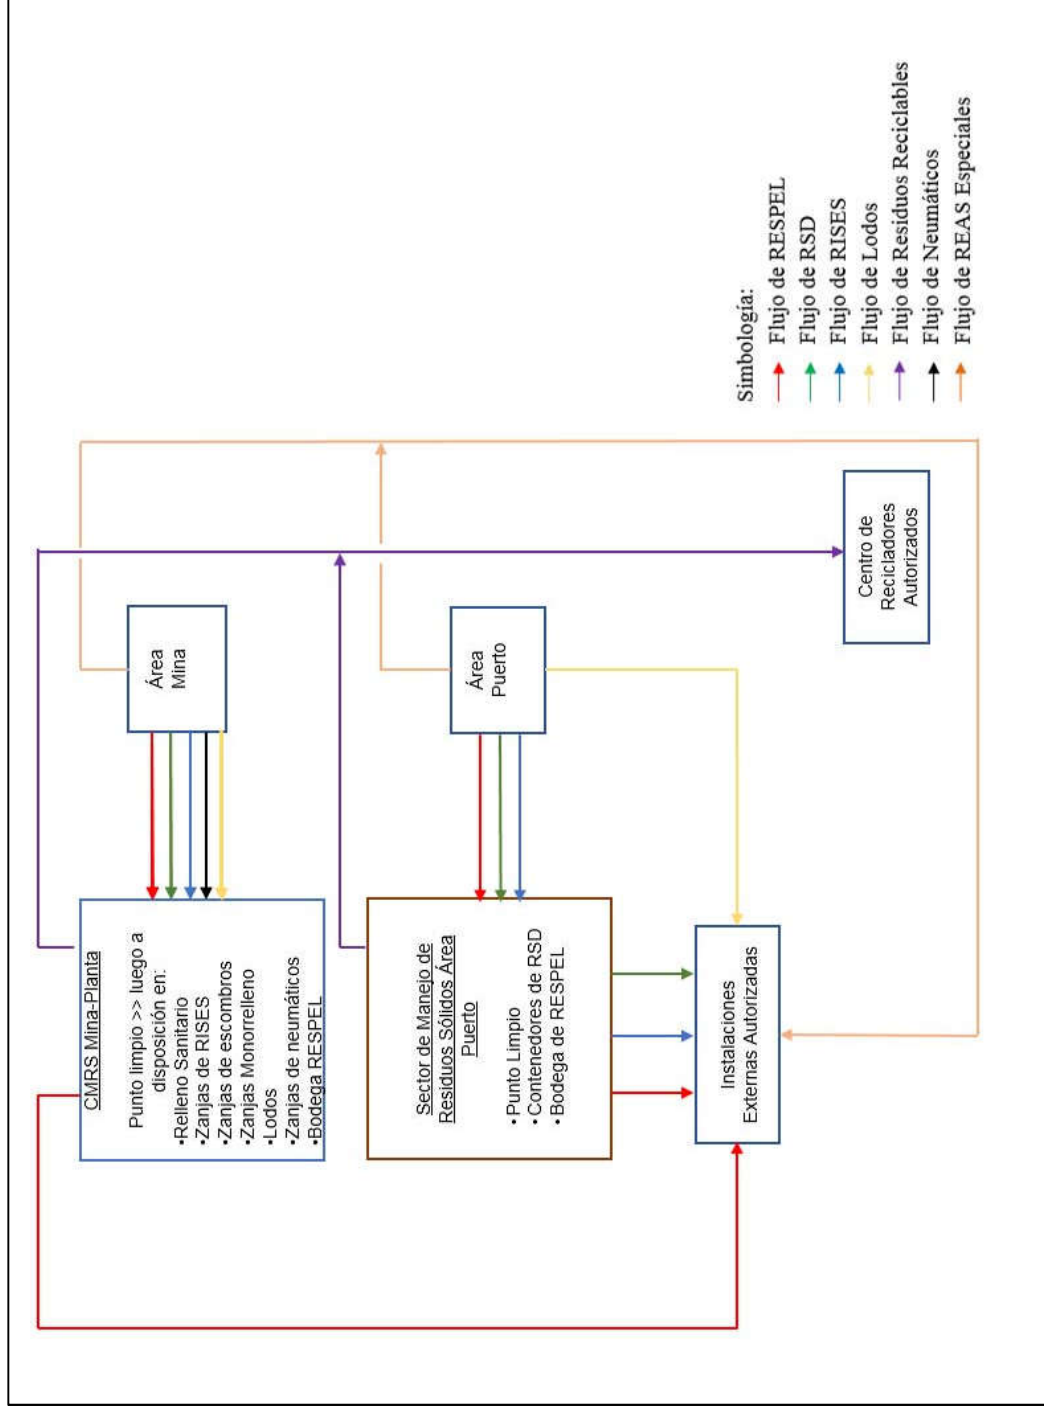 CMRS Mina-Planta
Punto limpio >> luego a
disposición en:
•Relleno Sanitario
•Zanjas de RISES
•Zanjas de escombros
•Zanjas Monorrelleno
•Lodos
•Zanjas de neumáticos
•Bodega RESPEL
Área
Mina
Sector de Manejo de
Residuos Sólidos Área
Puerto
• Punto Limpio
• Contenedores de RSD
• Bodega de RESPEL
Área
Puerto
Instalaciones
Externas Autorizadas
Centro de
Recicladores
Autorizados
Simbología:
Flujo de RESPEL
Flujo de RSD
Flujo de RISES
Flujo de Lodos
Flujo de Residuos Reciclables
Flujo de Neumáticos
Flujo de REAS Especiales